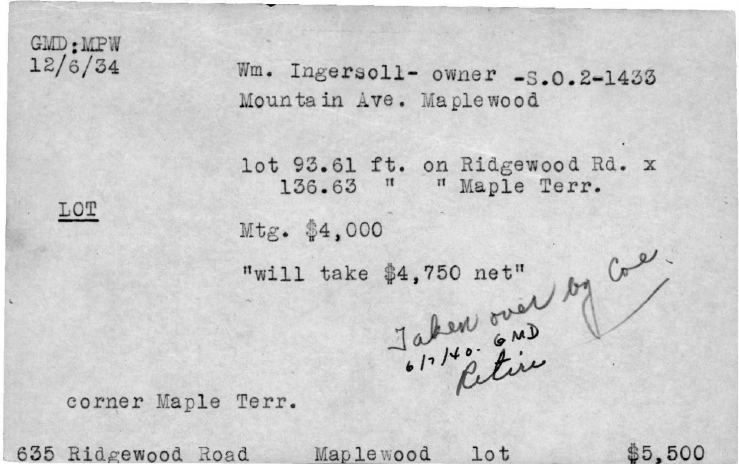 GMD:MPW
12/6/34
Wm. Ingersoll- owner -S.O.2-1433
Mountain Ave. Maplewood
lot 93.61 ft. on Ridgewood Rd. x
136.63 " " Maple Terr.
LOT
Mtg. $4,000
"will take $4,750 net"
Taken over by Coe.
6/7/40. GMD
Retire
corner Maple Terr.
635 Ridgewood Road Maplewood lot $5,500